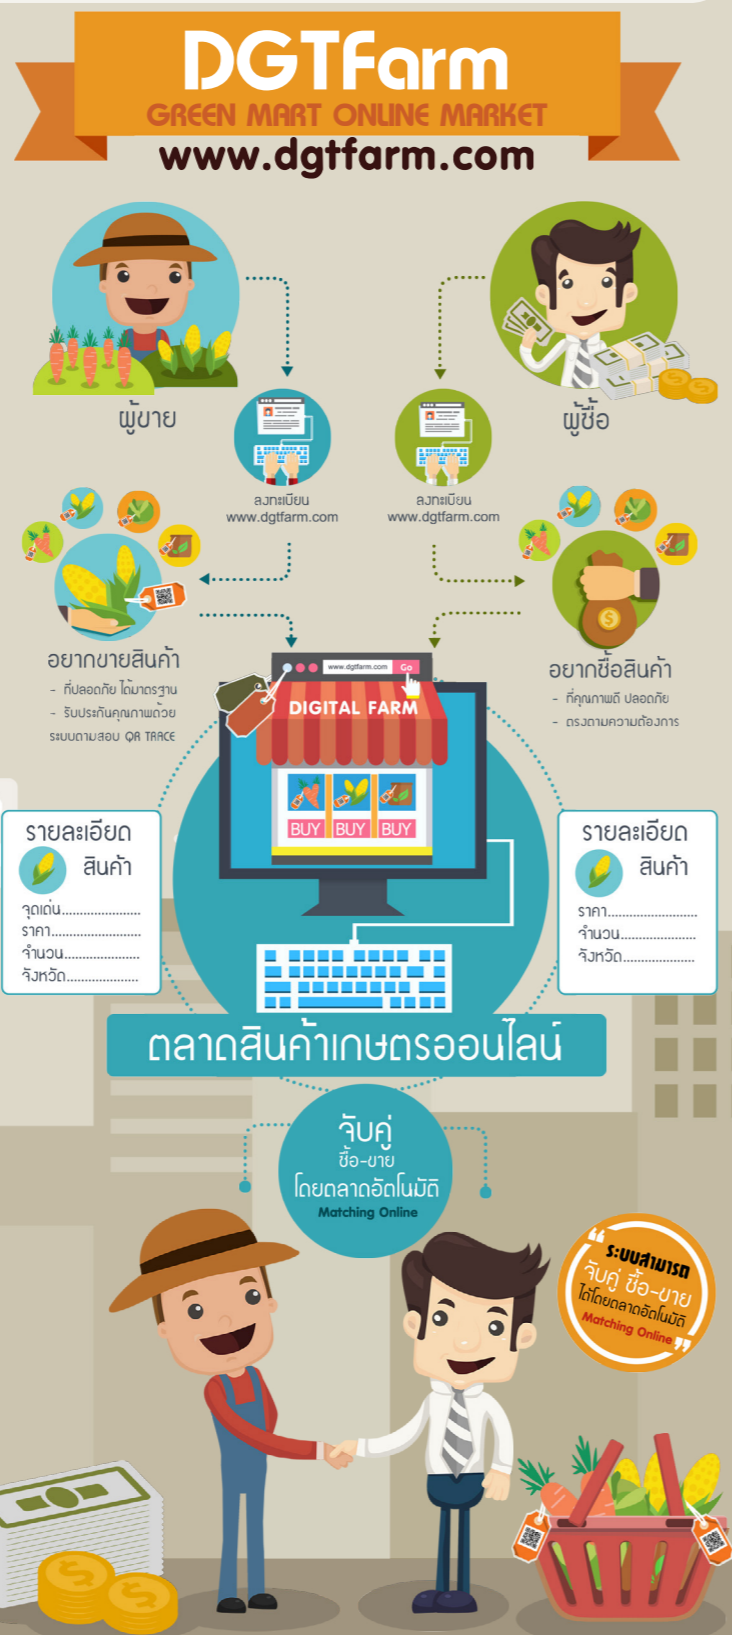 DGTFarm
GREEN MART ONLINE MARKET
www.dgtfarm.com
ผู้ขาย
ผู้ซื้อ
ลงทะเบียน
www.dgtfarm.com
ลงทะเบียน
www.dgtfarm.com
อยากขายสินค้า
- ที่ปลอดภัย ได้มาตรฐาน
- รับประกันคุณภาพด้วย
ระบบตามสอบ QR TRACE
อยากซื้อสินค้า
- ที่คุณภาพดี ปลอดภัย
- ตรงตามความต้องการ
www.dgtfarm.com Go
DIGITAL FARM
BUY BUY BUY
รายละเอียด
สินค้า
จุดเด่น......................
ราคา.........................
จำนวน.....................
จังหวัด....................
รายละเอียด
สินค้า
ราคา.........................
จำนวน.....................
จังหวัด....................
ตลาดสินค้าเกษตรออนไลน์
จับคู่
ซื้อ-ขาย
โดยตลาดอัตโนมัติ
Matching Online
“ระบบสามารถ
จับคู่ ซื้อ-ขาย
ได้โดยตลาดอัตโนมัติ
Matching Online”